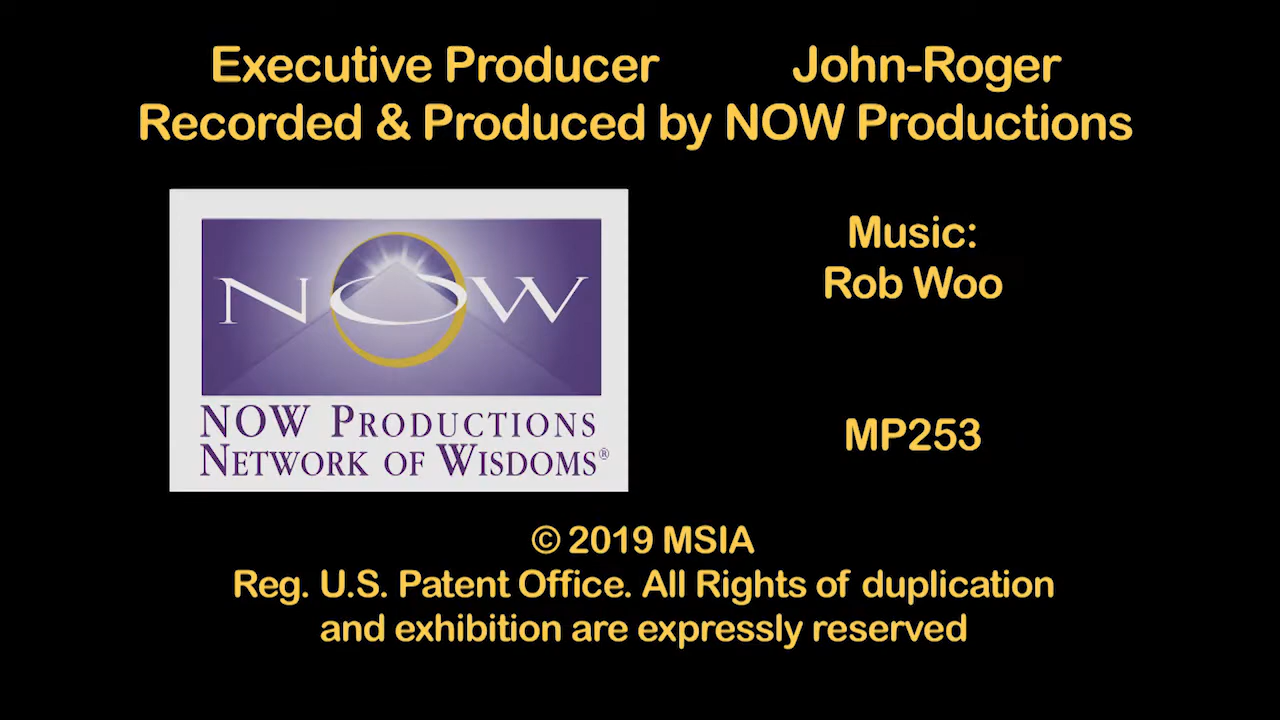 Executive Producer John-Roger
Recorded & Produced by NOW Productions
NOW
NOW PRODUCTIONS
NETWORK OF WISDOMS®
Music:
Rob Woo
MP253
© 2019 MSIA
Reg. U.S. Patent Office. All Rights of duplication
and exhibition are expressly reserved